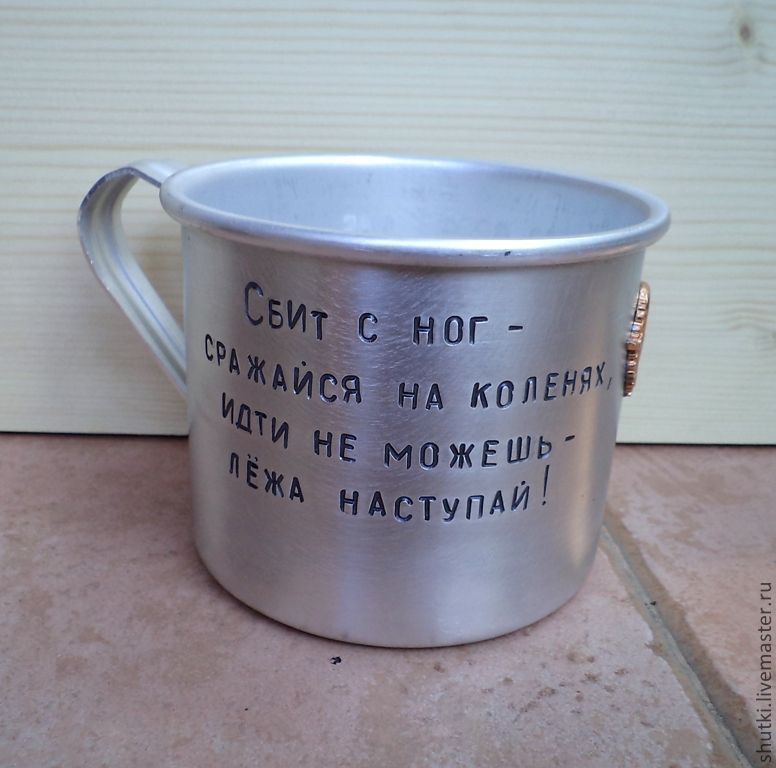 Сбит с ног -
сражайся на коленях,
идти не можешь -
лёжа наступай!
shutki.livemaster.ru